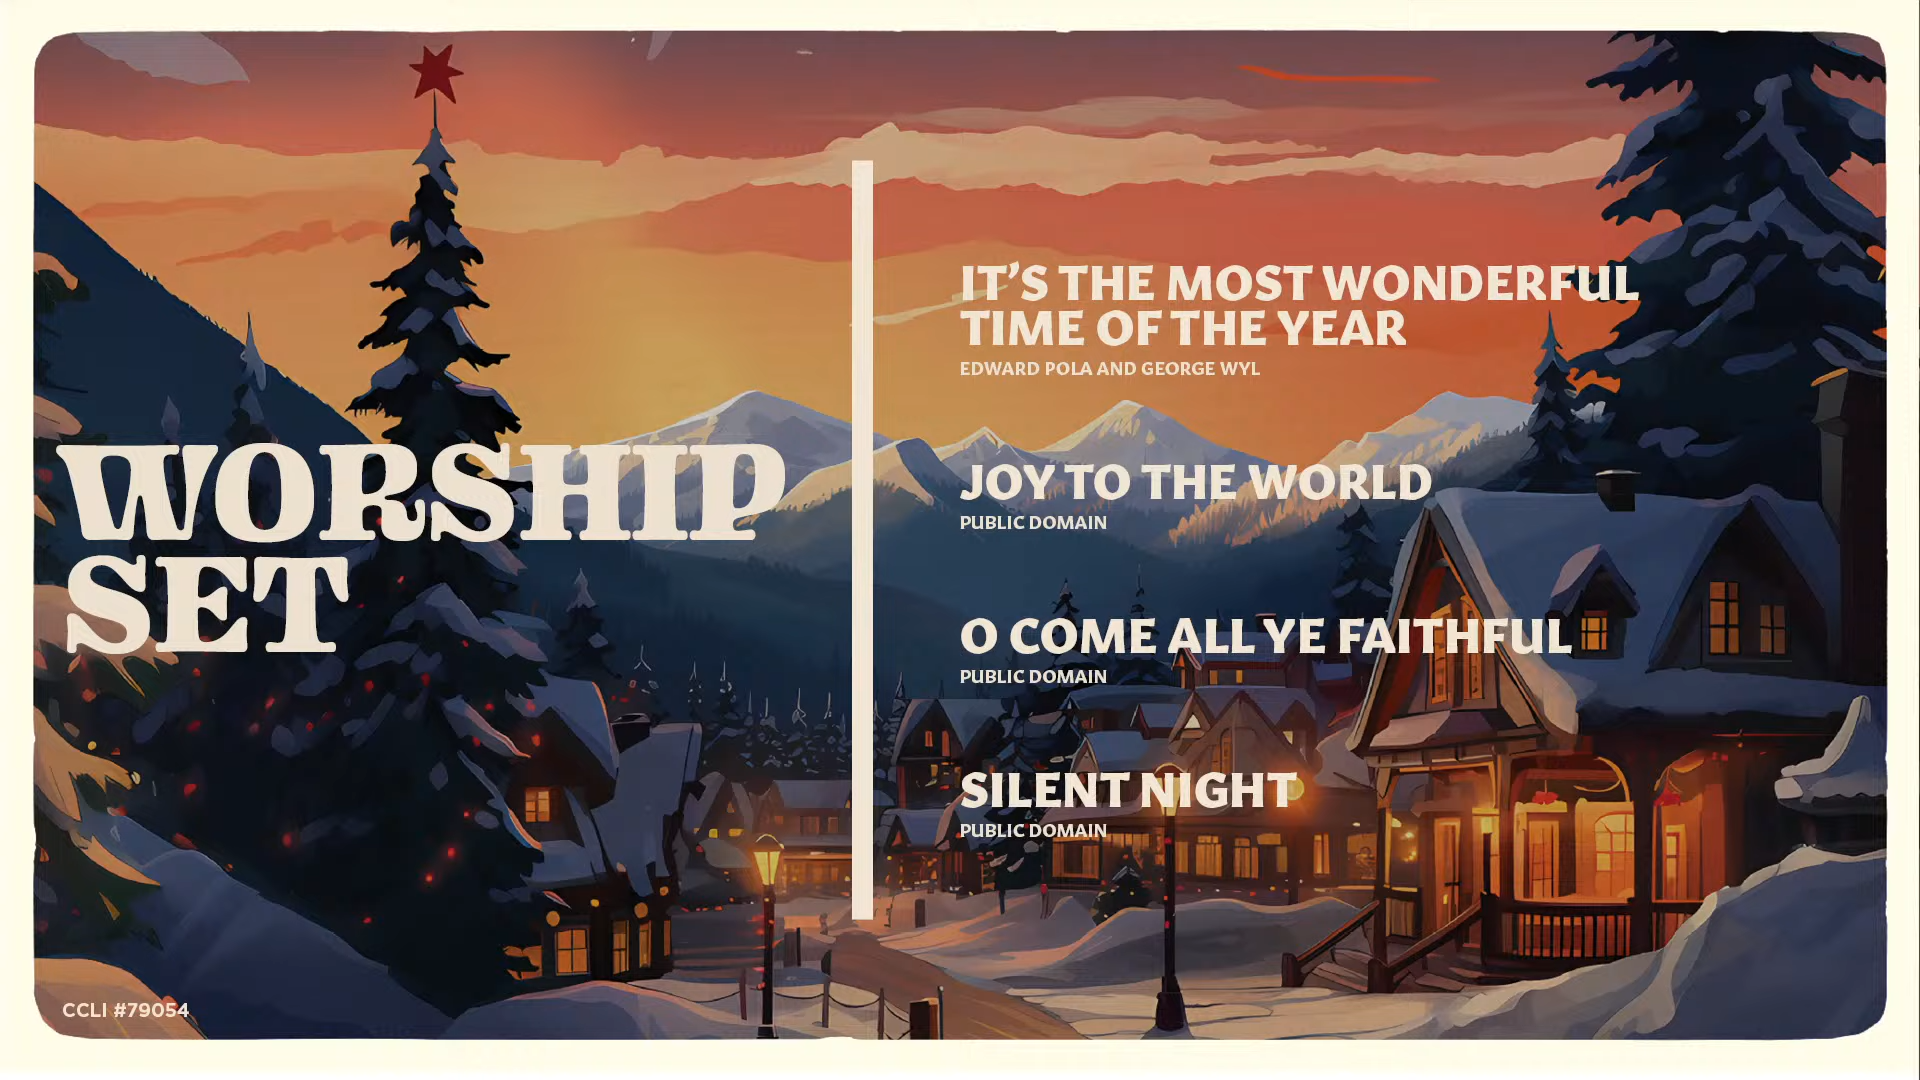 WORSHIP
SET
IT’S THE MOST WONDERFUL
TIME OF THE YEAR
EDWARD POLA AND GEORGE WYL
JOY TO THE WORLD
PUBLIC DOMAIN
O COME ALL YE FAITHFUL
PUBLIC DOMAIN
SILENT NIGHT
PUBLIC DOMAIN
CCLI #79054